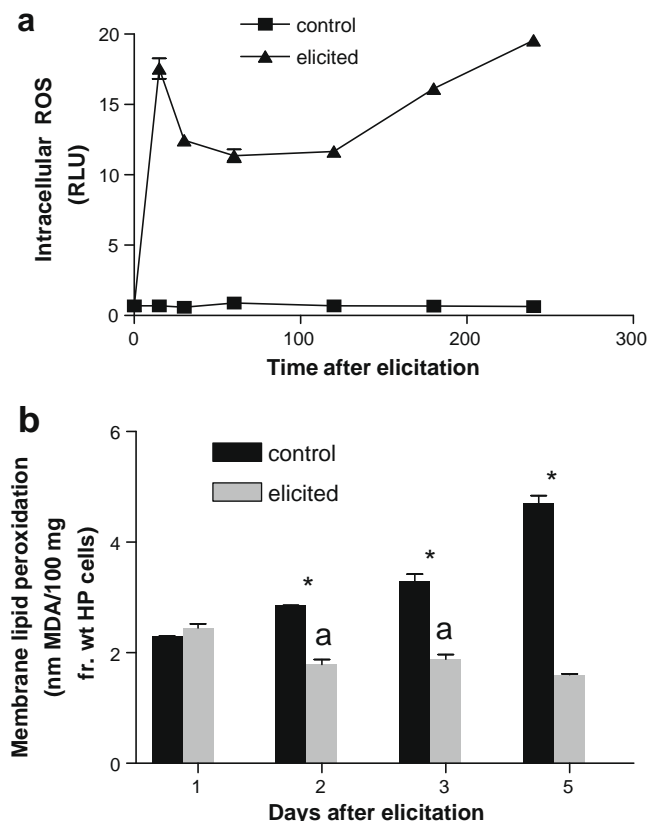 a
control
elicited
20
15
10
5
0
Intracellular ROS
(RLU)
0
100
200
300
Time after elicitation
b
control
elicited
6
4
2
0
Membrane lipid peroxidation
(nm MDA/100 mg
fr. wt HP cells)
*
a
*
a
*
1
2
3
5
Days after elicitation